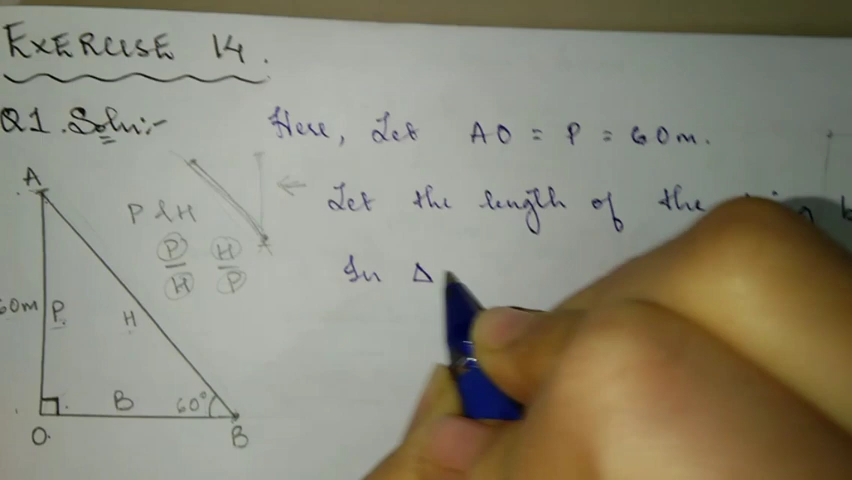 EXERCISE 14.
Q1. Soln:-
Here, Let AO = P = 60m.
Let the length of the
In Δ
A
P & H
P H
H P
60m P H
B 60°
O. B